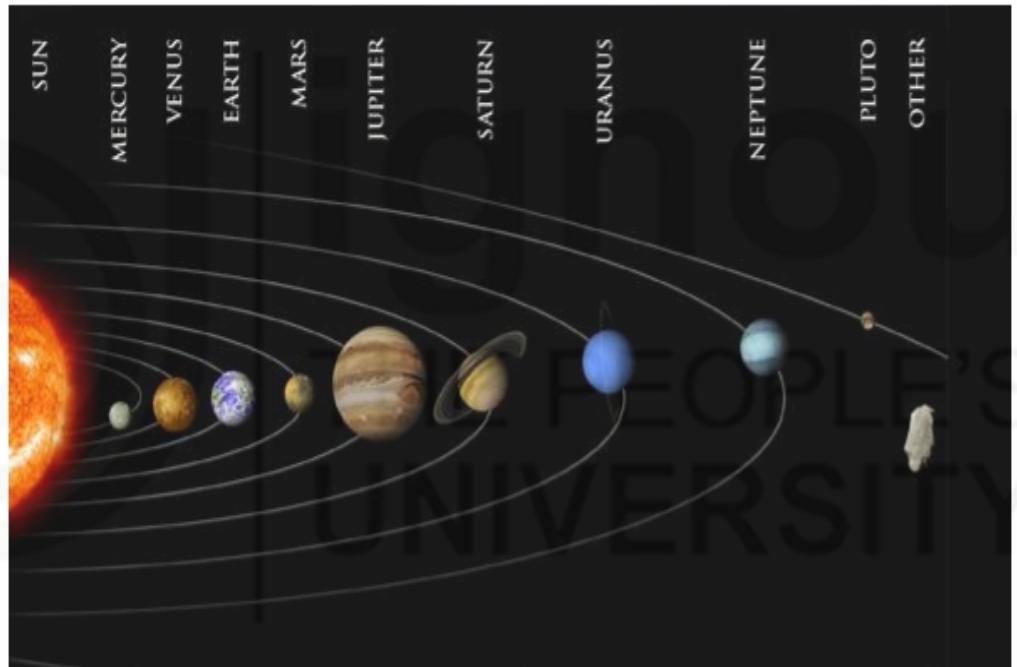 SUN
MERCURY
VENUS
EARTH
MARS
JUPITER
SATURN
URANUS
NEPTUNE
PLUTO
OTHER
ignou
THE PEOPLE'S
UNIVERSITY